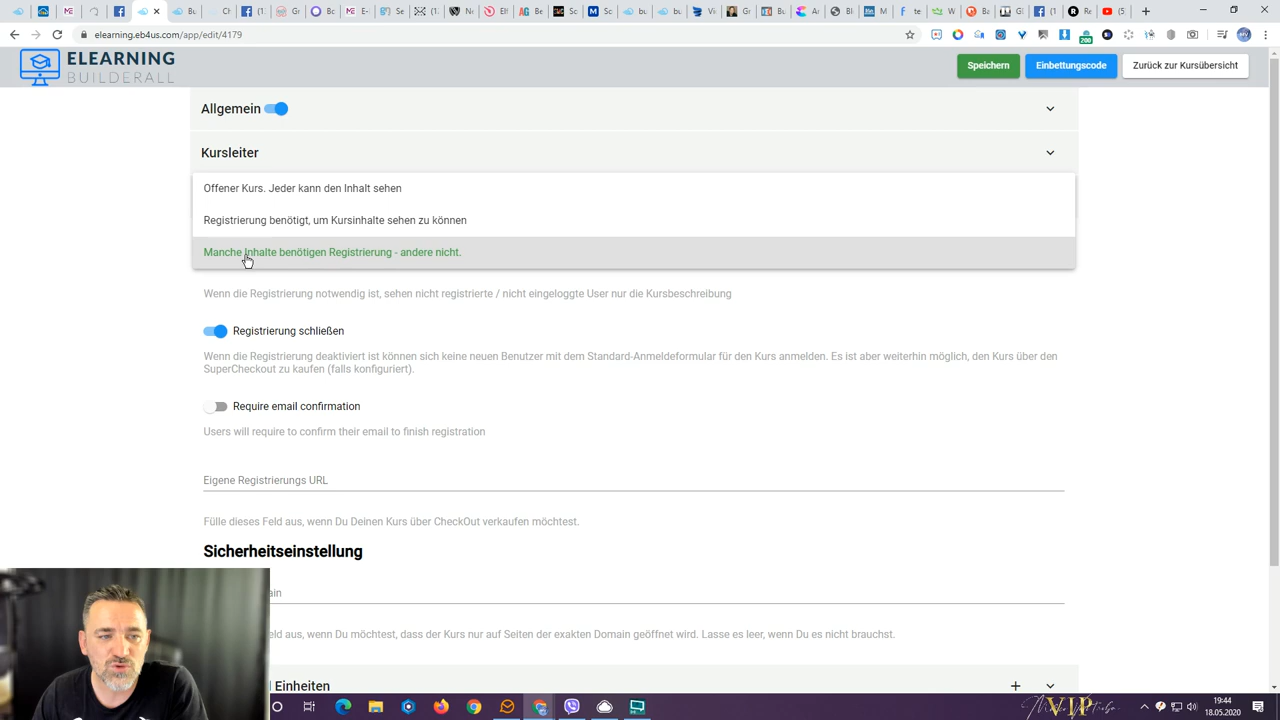 elearning.eb4us.com/app/edit/4179
200
ELEARNING
BUILDERALL
Speichern
Einbettungscode
Zurück zur Kursübersicht
Allgemein
Kursleiter
Offener Kurs. Jeder kann den Inhalt sehen
Registrierung benötigt, um Kursinhalte sehen zu können
Manche Inhalte benötigen Registrierung - andere nicht.
Wenn die Registrierung notwendig ist, sehen nicht registrierte / nicht eingeloggte User nur die Kursbeschreibung
Registrierung schließen
Wenn die Registrierung deaktiviert ist können sich keine neuen Benutzer mit dem Standard-Anmeldeformular für den Kurs anmelden. Es ist aber weiterhin möglich, den Kurs über den
SuperCheckout zu kaufen (falls konfiguriert).
Require email confirmation
Users will require to confirm their email to finish registration
Eigene Registrierungs URL
Fülle dieses Feld aus, wenn Du Deinen Kurs über CheckOut verkaufen möchtest.
Sicherheitseinstellung
ain
ld aus, wenn Du möchtest, dass der Kurs nur auf Seiten der exakten Domain geöffnet wird. Lasse es leer, wenn Du es nicht brauchst.
Einheiten
VIP
19:44
18.05.2020